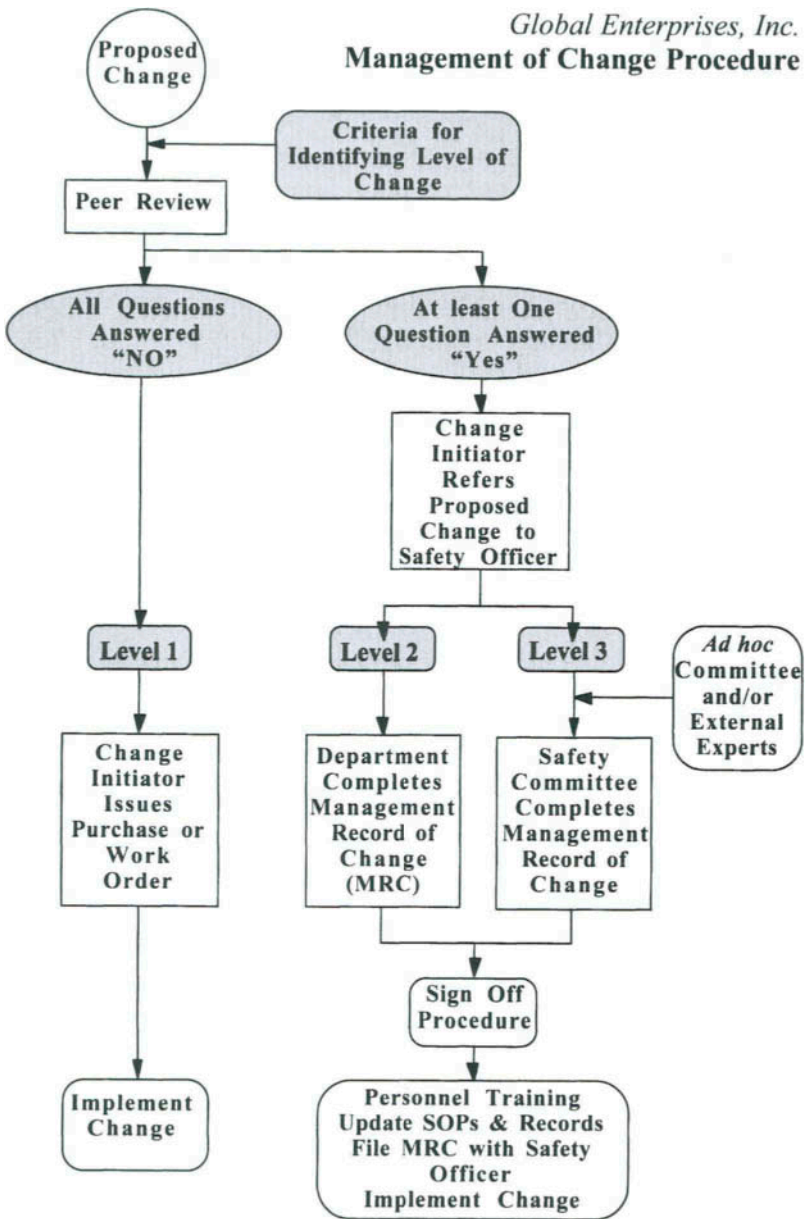 Global Enterprises, Inc.
Management of Change Procedure
Proposed
Change
Criteria for
Identifying Level of
Change
Peer Review
All Questions
Answered
“NO”
At least One
Question Answered
“Yes”
Change
Initiator
Refers
Proposed
Change to
Safety Officer
Level 1
Level 2
Level 3
Ad hoc
Committee
and/or
External
Experts
Change
Initiator
Issues
Purchase or
Work
Order
Department
Completes
Management
Record of
Change
(MRC)
Safety
Committee
Completes
Management
Record of
Change
Sign Off
Procedure
Implement
Change
Personnel Training
Update SOPs & Records
File MRC with Safety
Officer
Implement Change